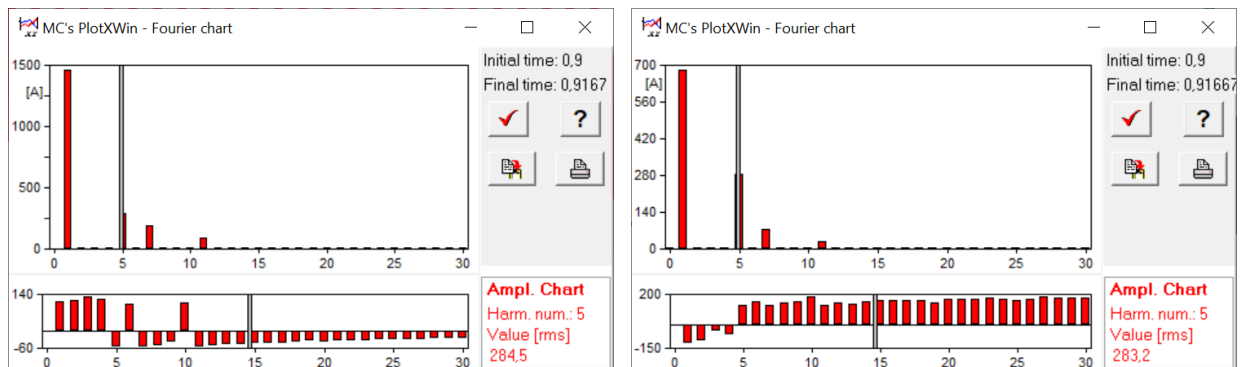 MC's PlotXWin - Fourier chart
1500
[A]
1000
500
0
0 5 10 15 20 25 30
Initial time: 0,9
Final time: 0,9167
?
140
-60
0 5 10 15 20 25 30
Ampl. Chart
Harm. num.: 5
Value [rms]
284,5
MC's PlotXWin - Fourier chart
700
[A]
560
420
280
140
0
0 5 10 15 20 25 30
Initial time: 0,9
Final time: 0,91667
?
200
-150
0 5 10 15 20 25 30
Ampl. Chart
Harm. num.: 5
Value [rms]
283,2